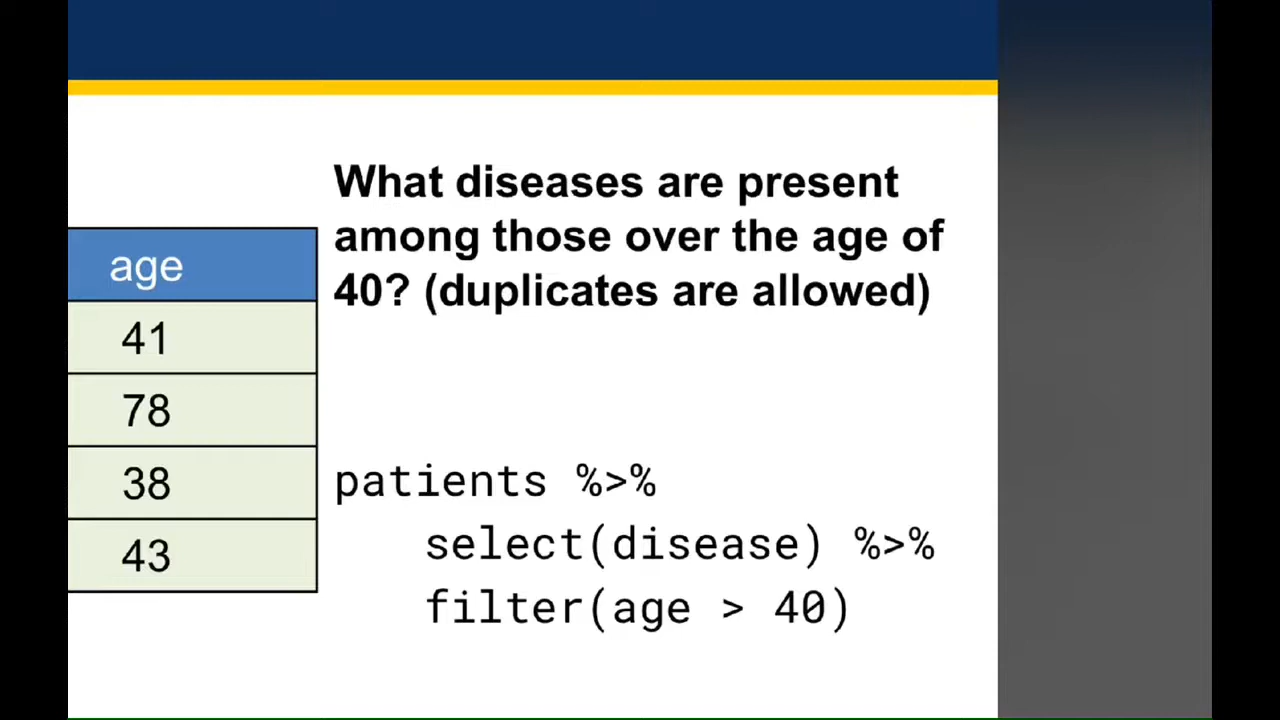 What diseases are present
among those over the age of
40? (duplicates are allowed)
age
41
78
38
43
patients %>%
select(disease) %>%
filter(age > 40)